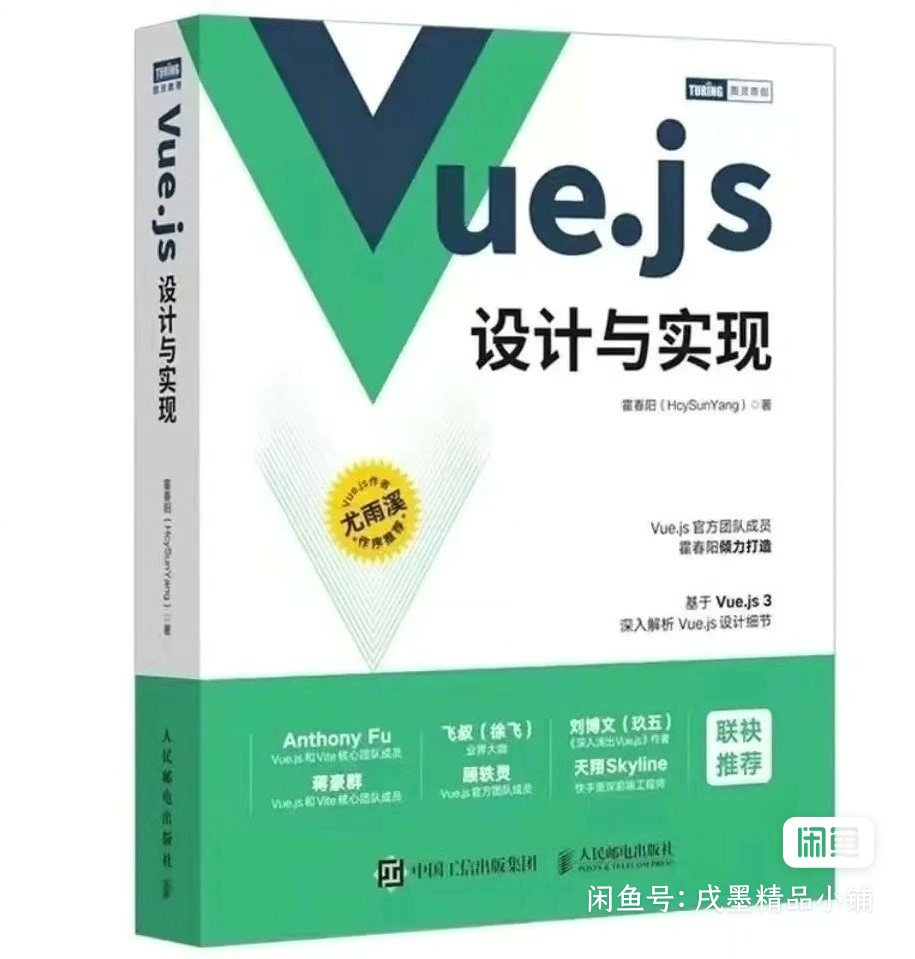 TURING
图灵原创
Vue.js 设计与实现
霍春阳(HcySunYang)◎著
人民邮电出版社
TURING 图灵原创
Vue.js
设计与实现
霍春阳(HcySunYang)◎著
Vue.js作者
尤雨溪
作序推荐
Vue.js 官方团队成员
霍春阳倾力打造
基于 Vue.js 3
深入解析 Vue.js 设计细节
Anthony Fu
Vue.js 和 Vite 核心团队成员
蒋豪群
Vue.js 和 Vite 核心团队成员
飞叔(徐飞)
业界大咖
顾轶灵
Vue.js 官方团队成员
刘博文(玖五)
《深入浅出Vue.js》作者
天翔Skyline
快手资深前端工程师
联袂
推荐
中国工信出版集团
人民邮电出版社
POSTS & TELECOM PRESS
闲鱼
闲鱼号: 戌墨精品小铺